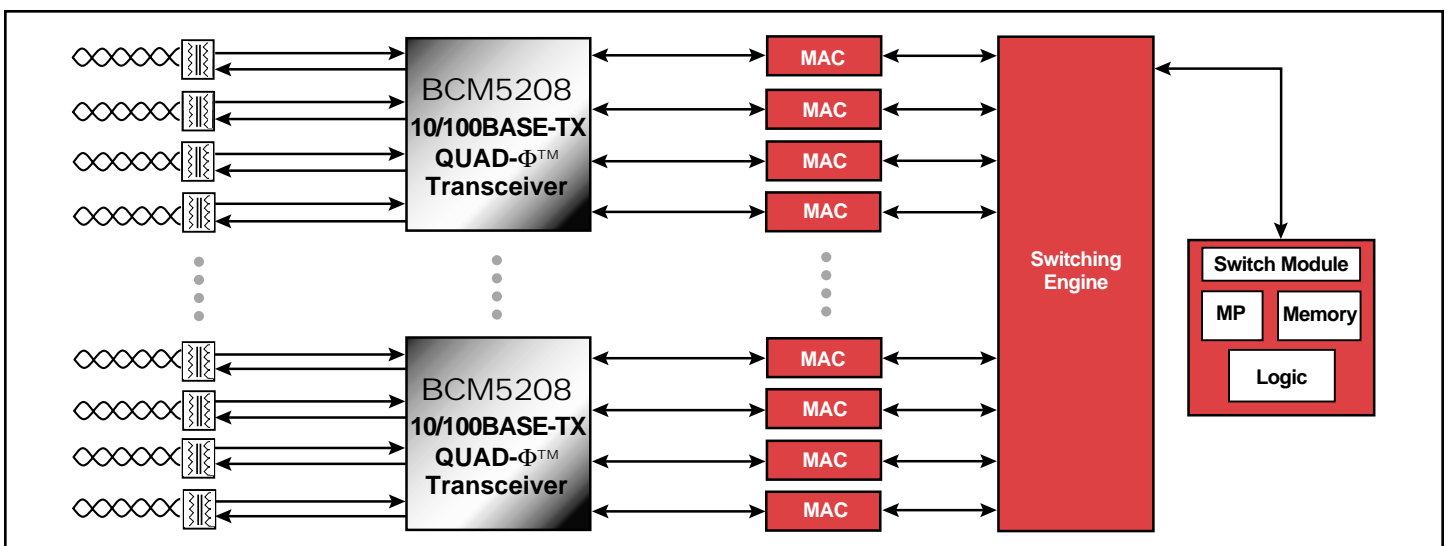 BCM5208
10/100BASE-TX
QUAD-Φ™
Transceiver
MAC
MAC
MAC
MAC
BCM5208
10/100BASE-TX
QUAD-Φ™
Transceiver
MAC
MAC
MAC
MAC
Switching
Engine
Switch Module
MP
Memory
Logic